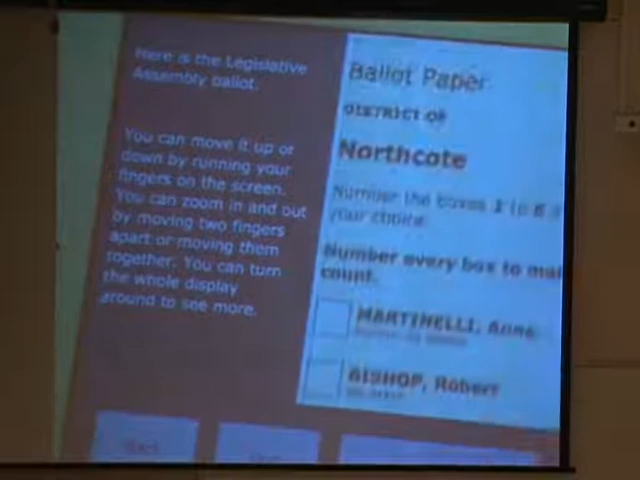 Here is the Legislative
Assembly ballot.
You can move it up or
down by running your
fingers on the screen.
You can zoom in and out
by moving two fingers
apart or moving them
together. You can turn
the whole display
around to see more.
Ballot Paper
DISTRICT OF
Northcote
Number the boxes 1 to 6
your choice
Number every box to
count.
MARTINELLI, Anne
BISHOP, Robert